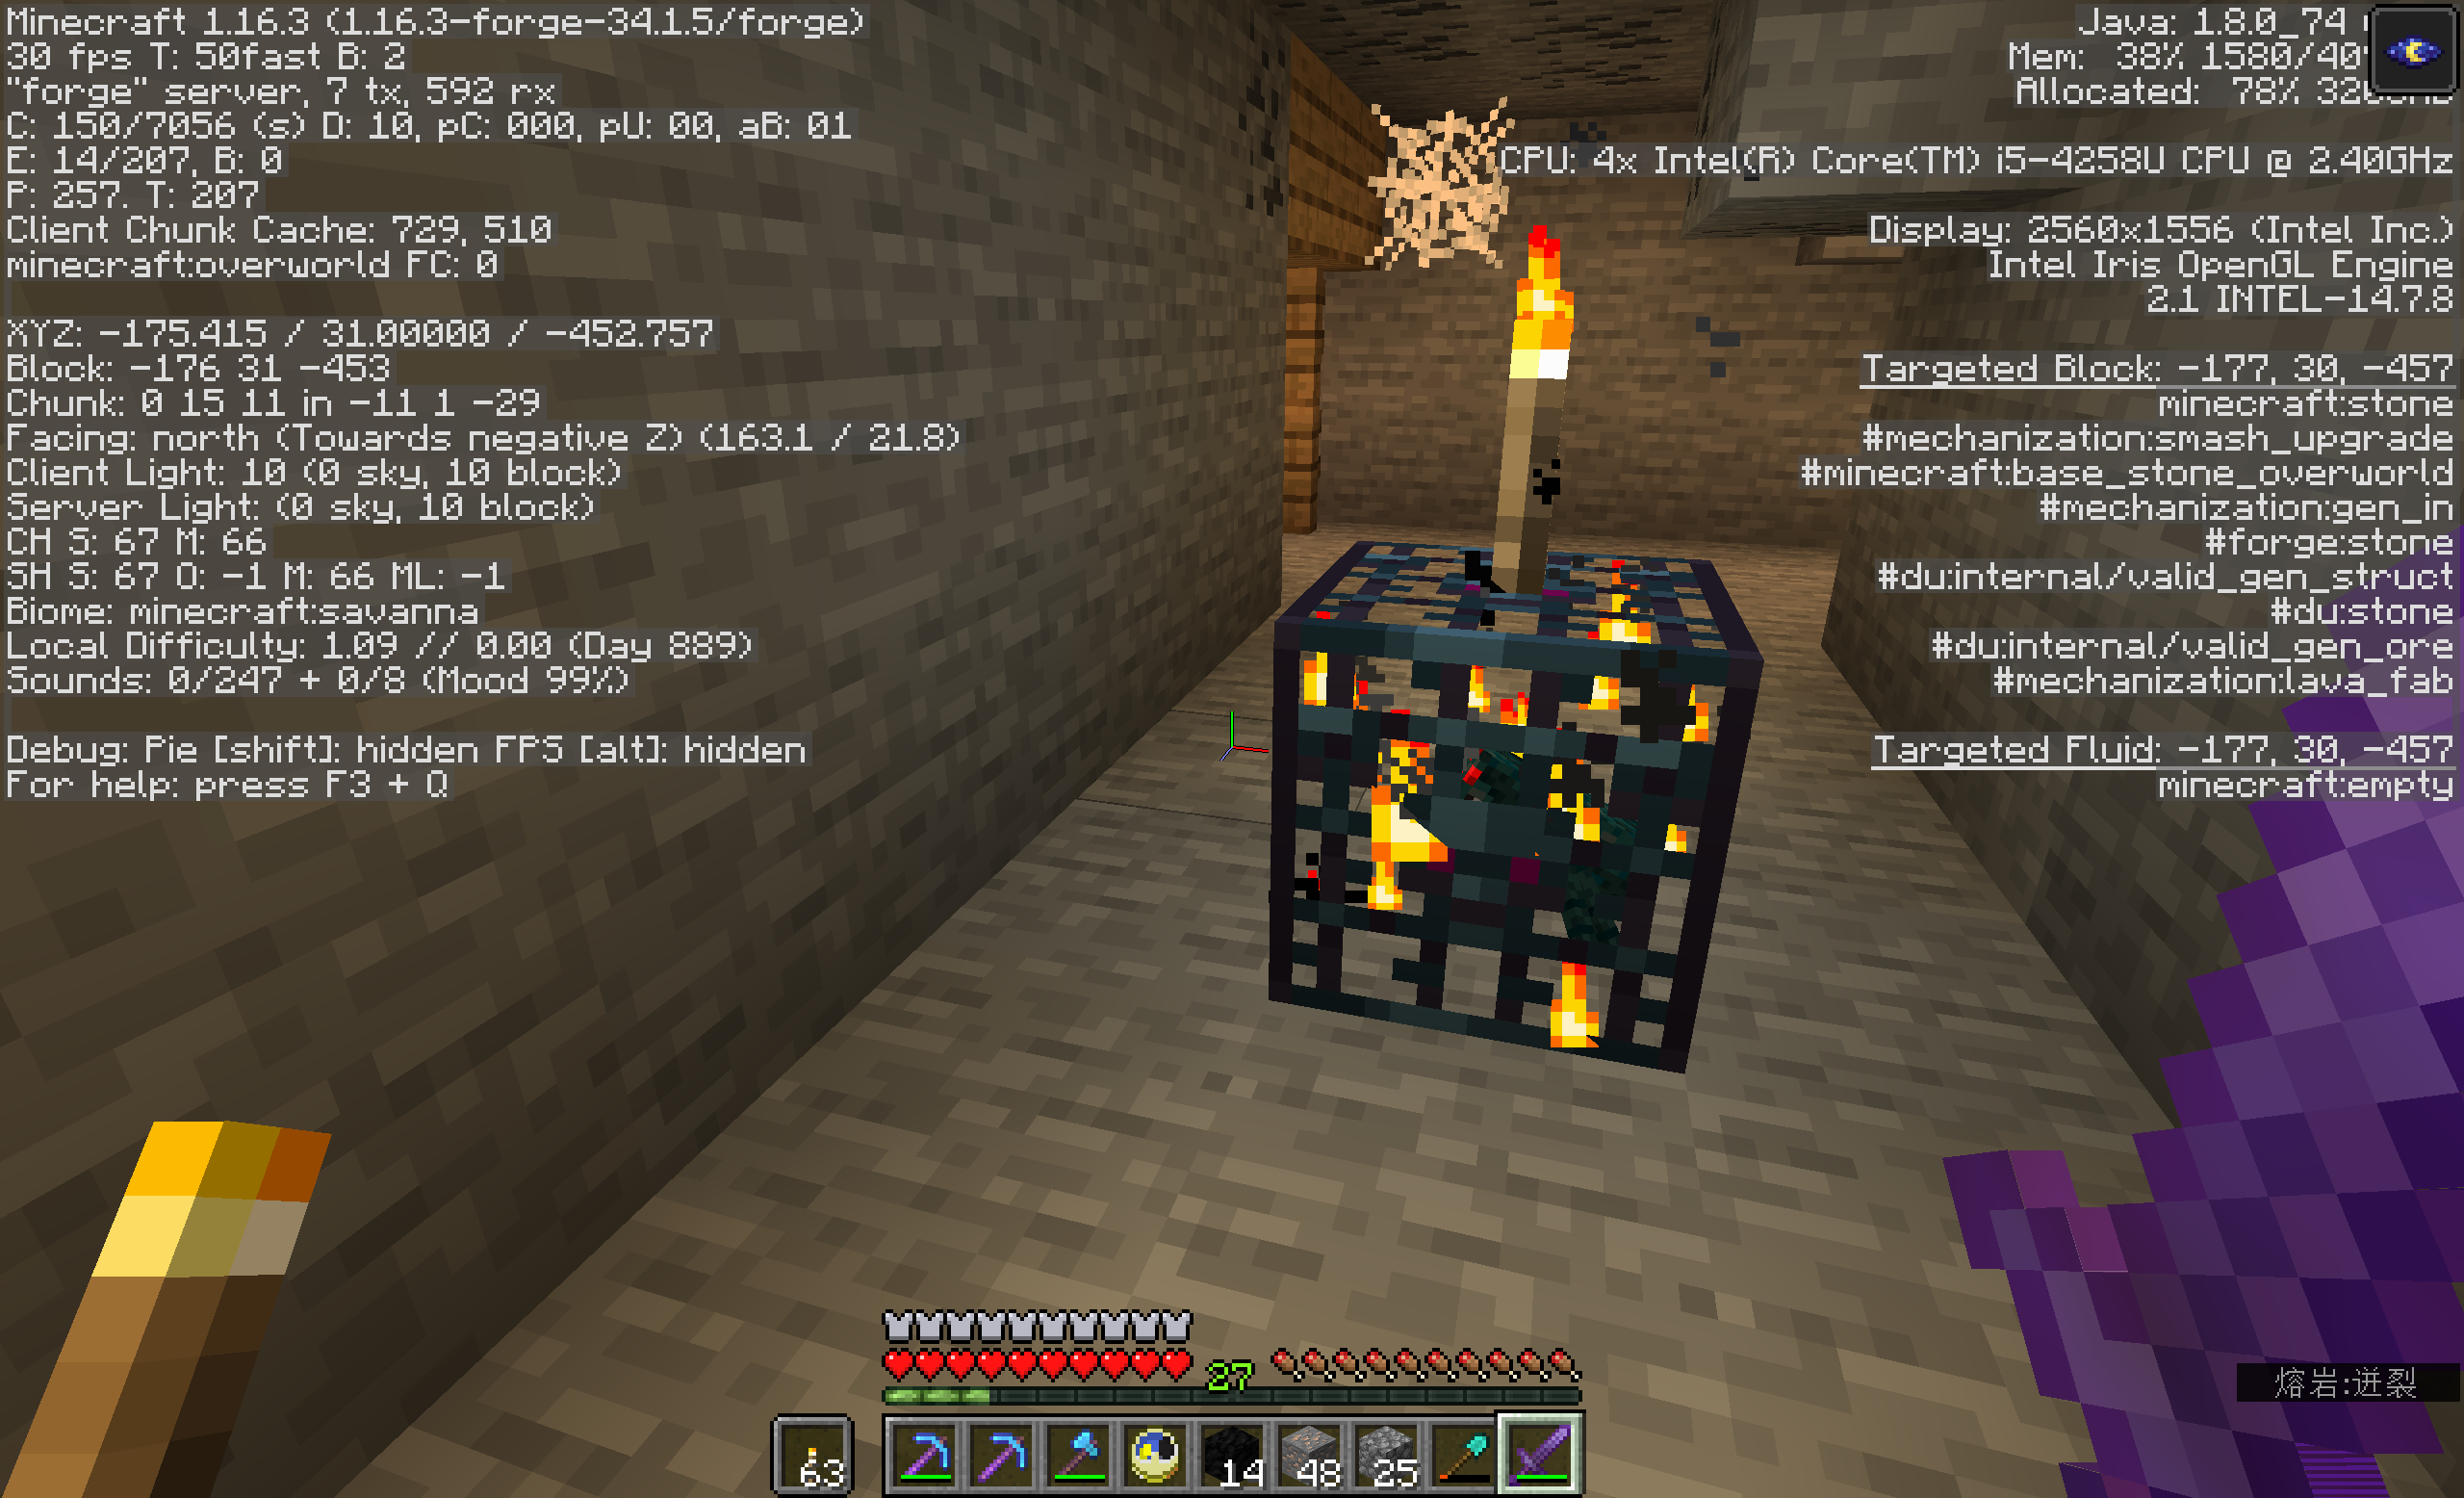 Minecraft 1.16.3 (1.16.3-forge-34.1.5/forge)
30 fps T: 50fast B: 2
"forge" server, 7 tx, 592 rx
C: 150/7056 (s) D: 10, pC: 000, pU: 00, aB: 01
E: 14/207, B: 0
P: 257. T: 207
Client Chunk Cache: 729, 510
minecraft:overworld FC: 0
XYZ: -175.415 / 31.00000 / -452.757
Block: -176 31 -453
Chunk: 0 15 11 in -11 1 -29
Facing: north (Towards negative Z) (163.1 / 21.8)
Client Light: 10 (0 sky, 10 block)
Server Light: (0 sky, 10 block)
CH S: 67 M: 66
SH S: 67 O: -1 M: 66 ML: -1
Biome: minecraft:savanna
Local Difficulty: 1.09 // 0.00 (Day 889)
Sounds: 0/247 + 0/8 (Mood 99%)
Debug: Pie [shift]: hidden FPS [alt]: hidden
For help: press F3 + Q
Java: 1.8.0_74
Mem: 38% 1580/40
Allocated: 78%
CPU: 4x Intel(R) Core(TM) i5-4258U CPU @ 2.40GHz
Display: 2560x1556 (Intel Inc.)
Intel Iris OpenGL Engine
2.1 INTEL-14.7.8
Targeted Block: -177, 30, -457
minecraft:stone
#mechanization:smash_upgrade
#minecraft:base_stone_overworld
#mechanization:gen_in
#forge:stone
#du:internal/valid_gen_struct
#du:stone
#du:internal/valid_gen_ore
#mechanization:lava_fab
Targeted Fluid: -177, 30, -457
minecraft:empty
熔岩:迸裂
27
63
14
48
25